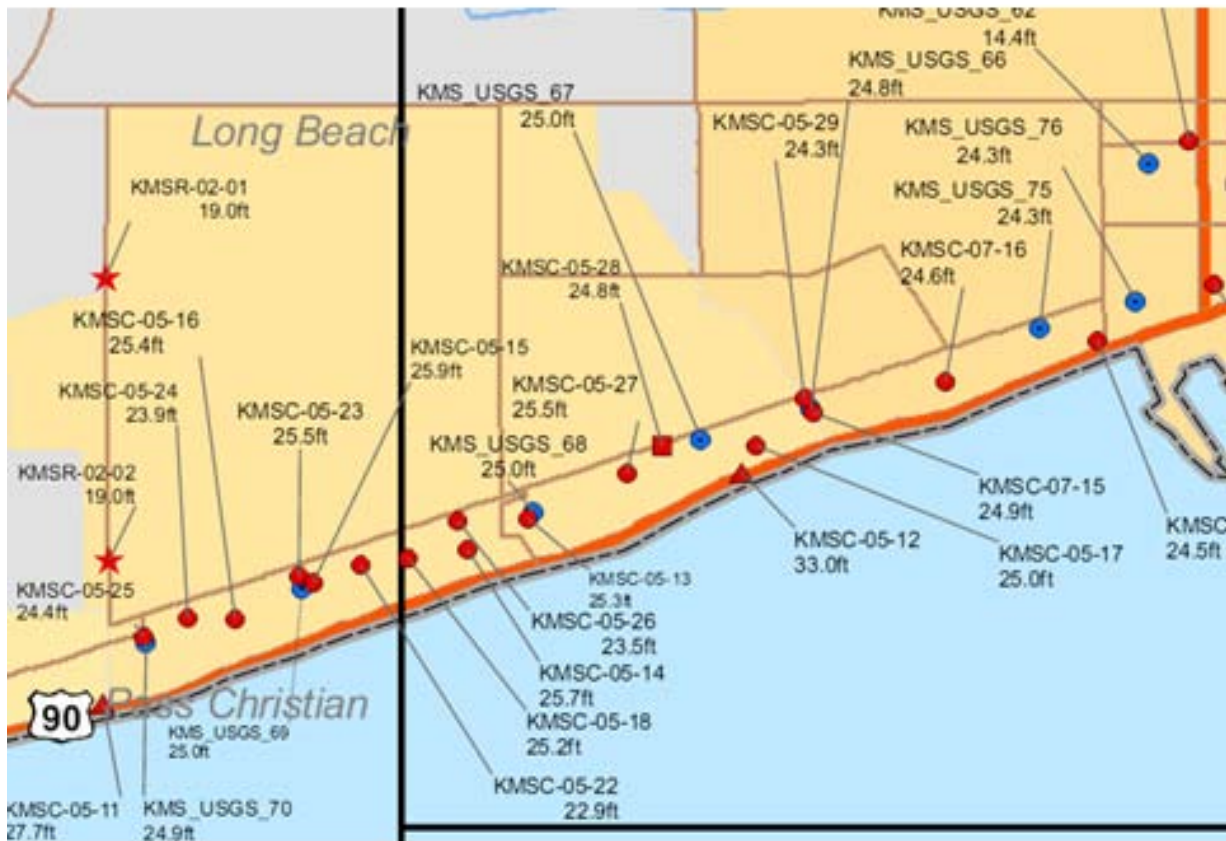 KMS_USGS_62
14.4ft
KMS_USGS_66
24.8ft
KMS_USGS_67
25.0ft
KMSC-05-29
24.3ft
KMS_USGS_76
24.3ft
Long Beach
KMSR-02-01
19.0ft
KMS_USGS_75
24.3ft
KMSC-07-16
24.6ft
KMSC-05-28
24.8ft
KMSC-05-16
25.4ft
KMSC-05-15
25.9ft
KMSC-05-24
23.9ft
KMSC-05-27
25.5ft
KMSC-05-23
25.5ft
KMS_USGS_68
25.0ft
KMSR-02-02
19.0ft
KMSC-07-15
24.9ft
KMSC
24.5ft
KMSC-05-12
33.0ft
KMSC-05-17
25.0ft
KMSC-05-25
24.4ft
KMSC-05-13
25.3ft
KMSC-05-26
23.5ft
KMSC-05-14
25.7ft
Pass Christian
90
KMSC-05-18
25.2ft
KMS_USGS_69
25.0ft
KMSC-05-22
22.9ft
KMSC-05-11
27.7ft
KMS_USGS_70
24.9ft